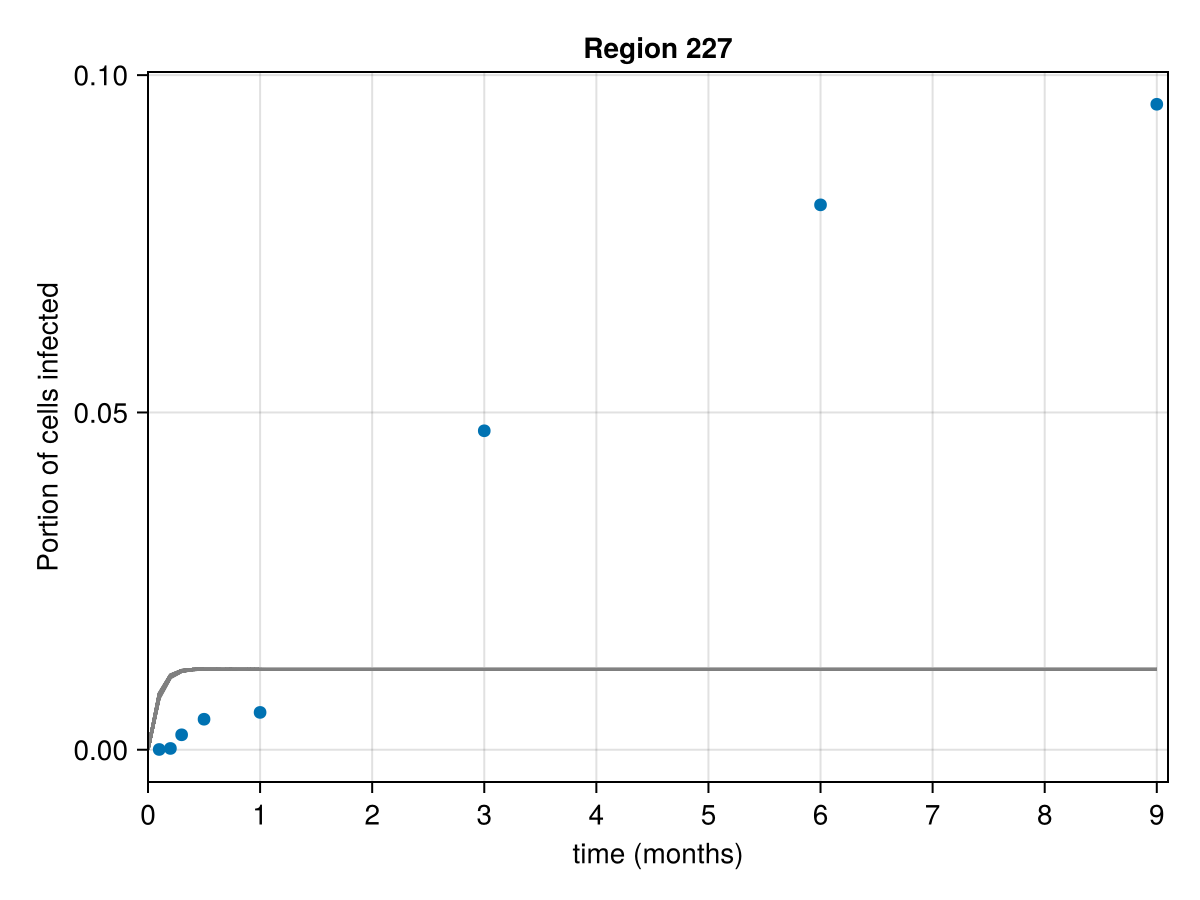 Region 227
0.10
0.05
0.00
Portion of cells infected
0 1 2 3 4 5 6 7 8 9
time (months)